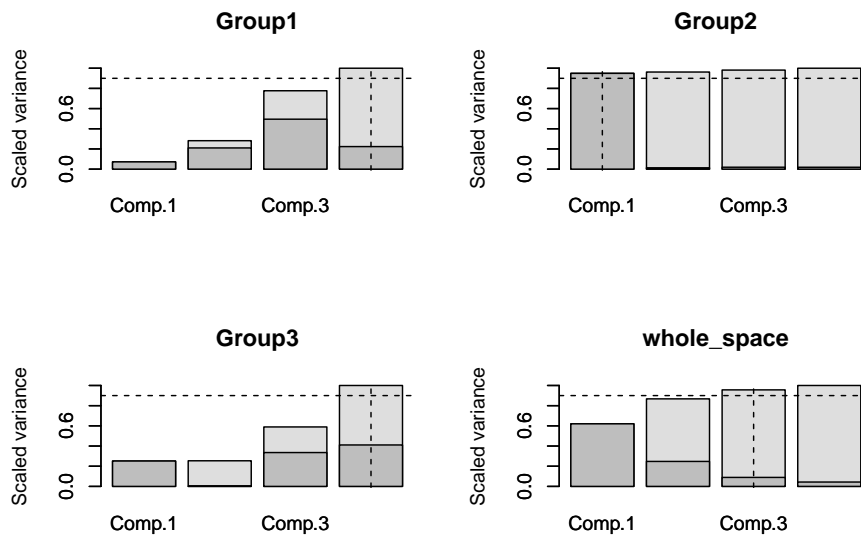 Group1
Scaled variance
0.0
0.6
Comp.1
Comp.3
Group2
Scaled variance
0.0
0.6
Comp.1
Comp.3
Group3
Scaled variance
0.0
0.6
Comp.1
Comp.3
whole_space
Scaled variance
0.0
0.6
Comp.1
Comp.3